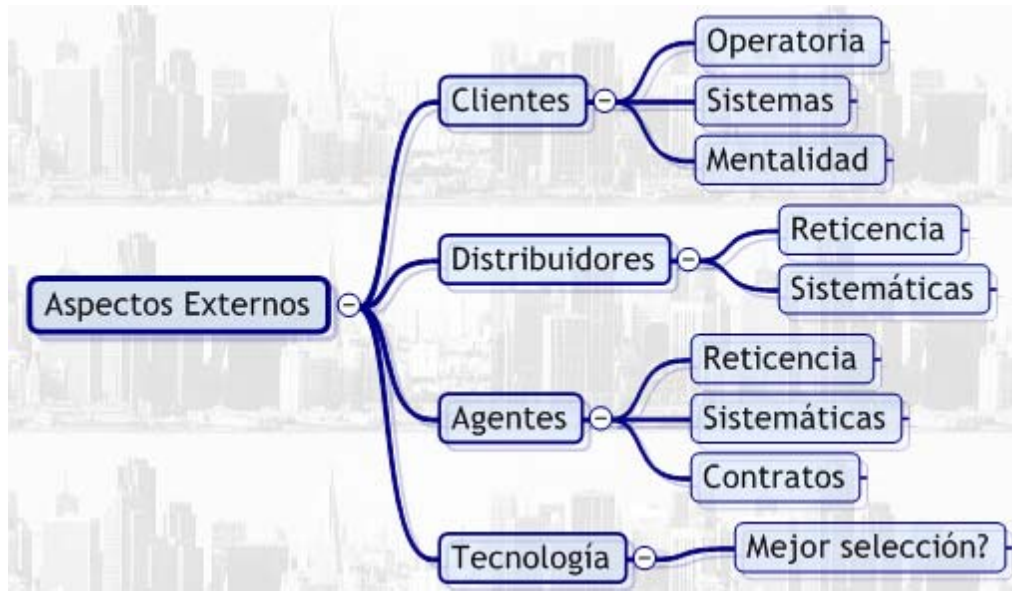 Aspectos Externos
Clientes
Operatoria
Sistemas
Mentalidad
Distribuidores
Reticencia
Sistemáticas
Agentes
Reticencia
Sistemáticas
Contratos
Tecnología
Mejor selección?